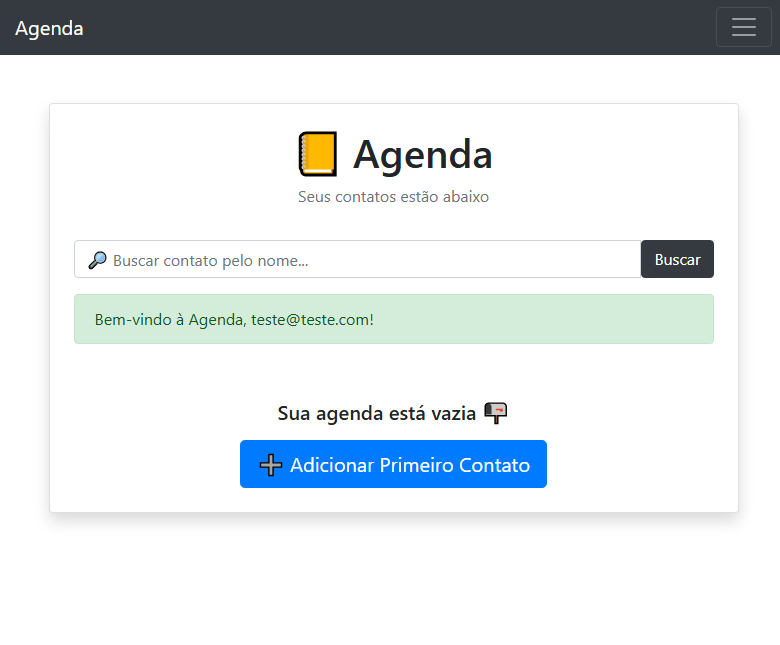 Agenda
Agenda
Seus contatos estão abaixo
Buscar contato pelo nome...
Buscar
Bem-vindo à Agenda, teste@teste.com!
Sua agenda está vazia
Adicionar Primeiro Contato